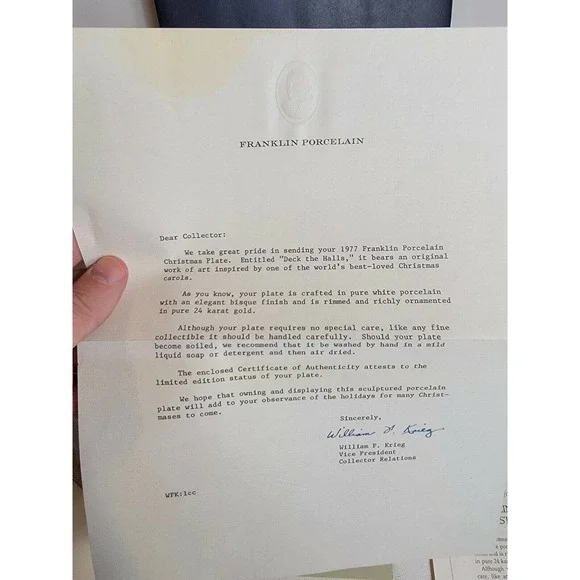 FRANKLIN PORCELAIN
Dear Collector:
We take great pride in sending your 1977 Franklin Porcelain
Christmas Plate. Entitled "Deck the Halls," it bears an original
work of art inspired by one of the world's best-loved Christmas
carols.
As you know, your plate is crafted in pure white porcelain
with an elegant bisque finish and is rimmed and richly ornamented
in pure 24 karat gold.
Although your plate requires no special care, like any fine
collectible it should be handled carefully. Should your plate
become soiled, we recommend that it be washed by hand in a mild
liquid soap or detergent and then air dried.
The enclosed Certificate of Authenticity attests to the
limited edition status of your plate.
We hope that owning and displaying this sculptured porcelain
plate will add to your observance of the holidays for many Christ-
mases to come.
Sincerely,
William F. Krieg
William F. Krieg
Vice President
Collector Relations
WFK:lcc
in pure 24 karat
Although
care, like a